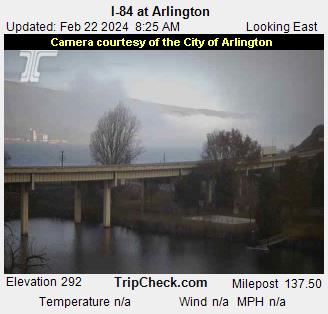 I-84 at Arlington
Updated: Feb 22 2024 8:25 AM Looking East
Camera courtesy of the City of Arlington
Elevation 292 TripCheck.com Milepost 137.50
Temperature n/a Wind n/a MPH n/a